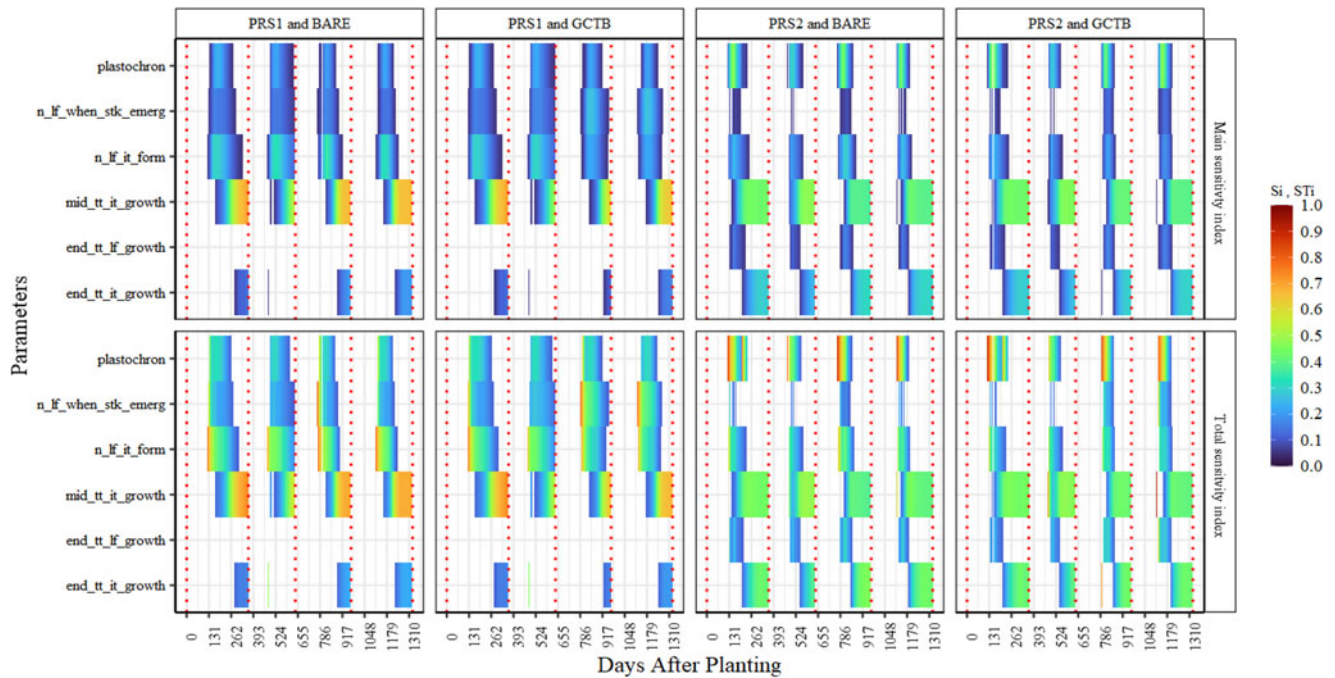 PRS1 and BARE
PRS1 and GCTB
PRS2 and BARE
PRS2 and GCTB
Parameters
plastochron
n_lf_when_stk_emerg
n_lf_it_form
mid_tt_it_growth
end_tt_lf_growth
end_tt_it_growth
Main sensitivity index
plastochron
n_lf_when_stk_emerg
n_lf_it_form
mid_tt_it_growth
end_tt_lf_growth
end_tt_it_growth
Total sensitvity index
0 131 262 393 524 655 786 917 1048 1179 1310
0 131 262 393 524 655 786 917 1048 1179 1310
0 131 262 393 524 655 786 917 1048 1179 1310
0 131 262 393 524 655 786 917 1048 1179 1310
Days After Planting
Si , STi
1.0
0.9
0.8
0.7
0.6
0.5
0.4
0.3
0.2
0.1
0.0